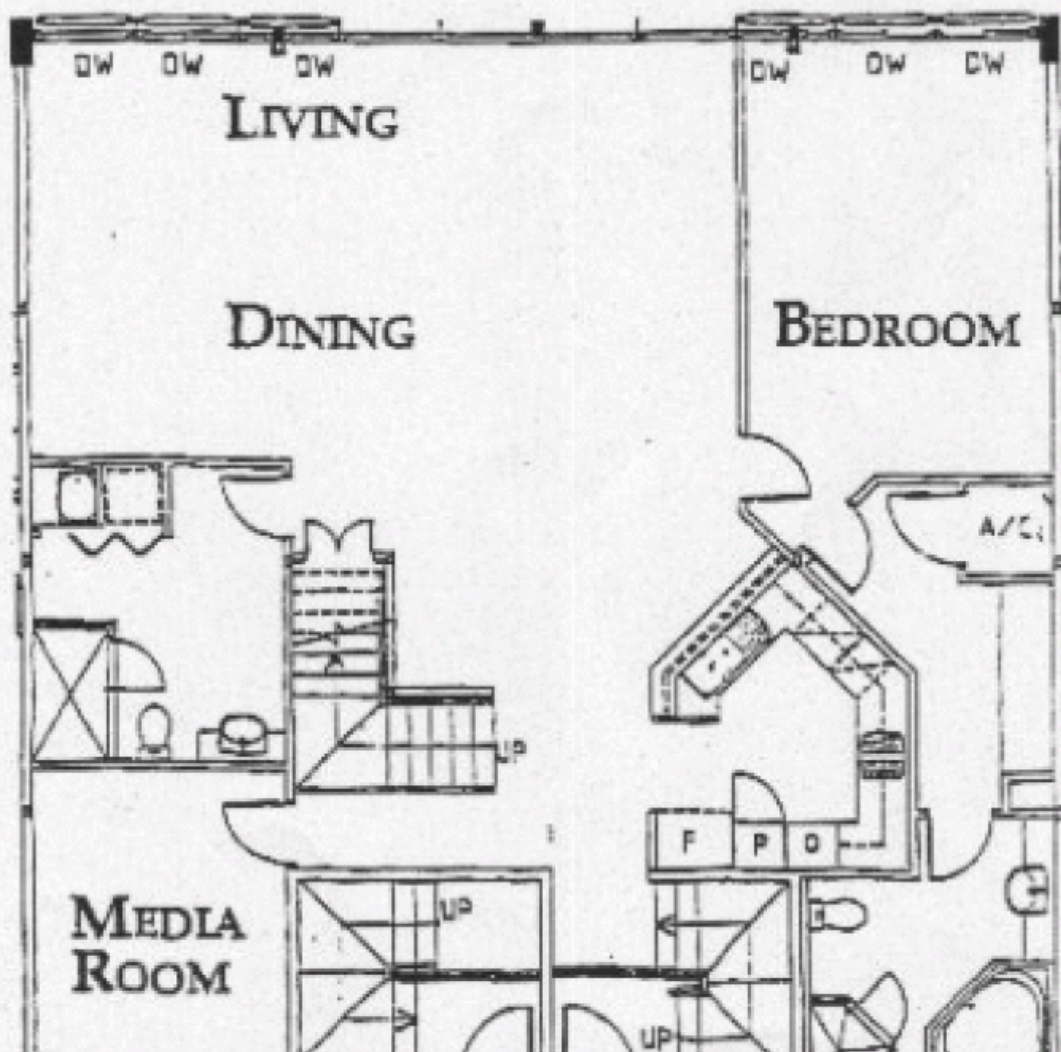 DW DW DW DW DW DW
LIVING
DINING
BEDROOM
A/C
UP
F P O
MEDIA
ROOM
UP
UP